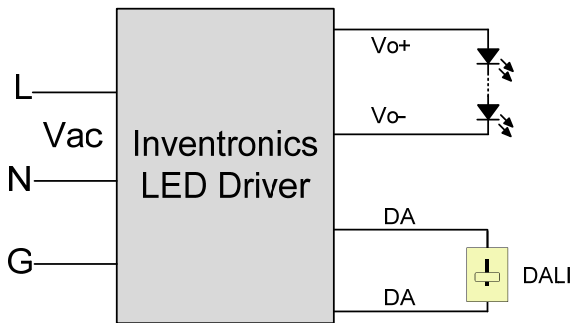 L
Vac
N
G
Inventronics
LED Driver
Vo+
Vo-
DA
DA
DALI